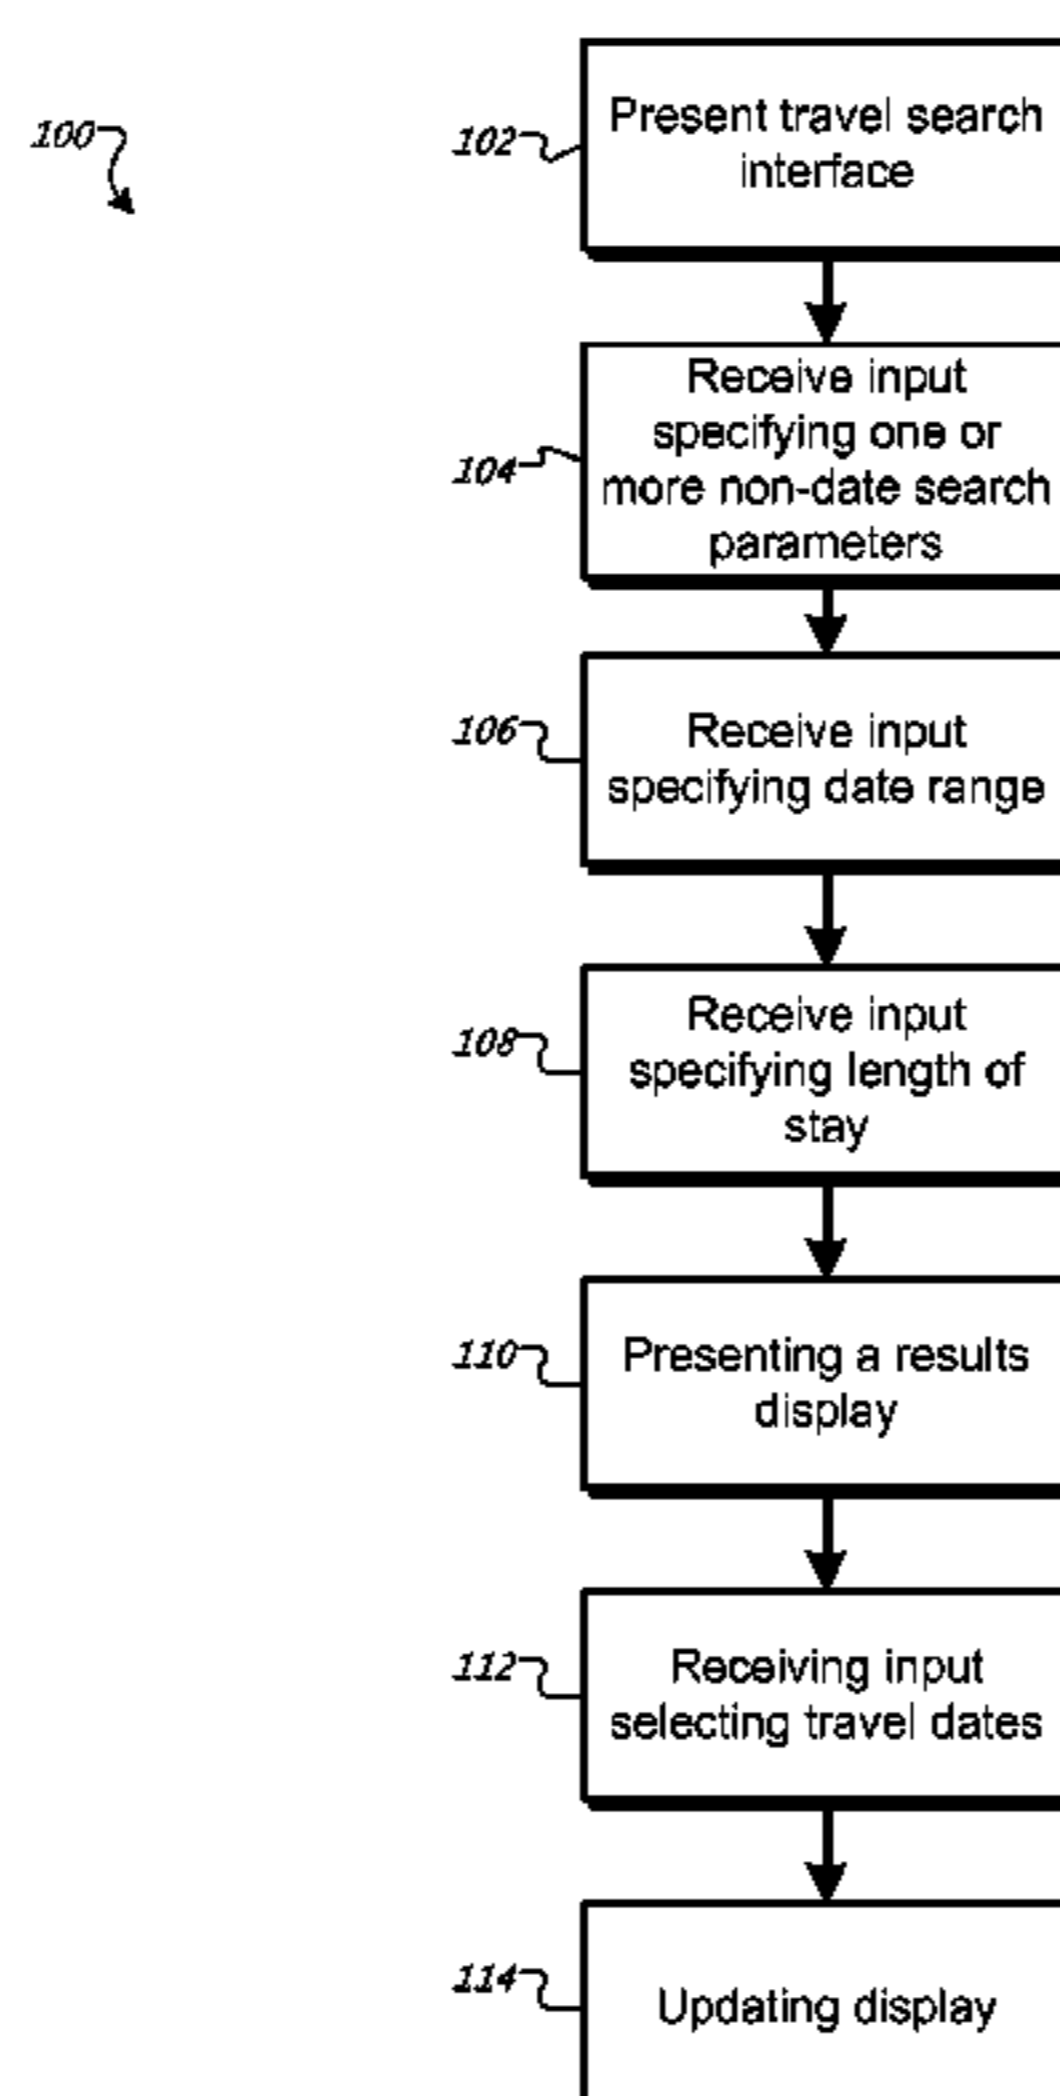 100
102
Present travel search
interface
104
Receive input
specifying one or
more non-date search
parameters
106
Receive input
specifying date range
108
Receive input
specifying length of
stay
110
Presenting a results
display
112
Receiving input
selecting travel dates
114
Updating display